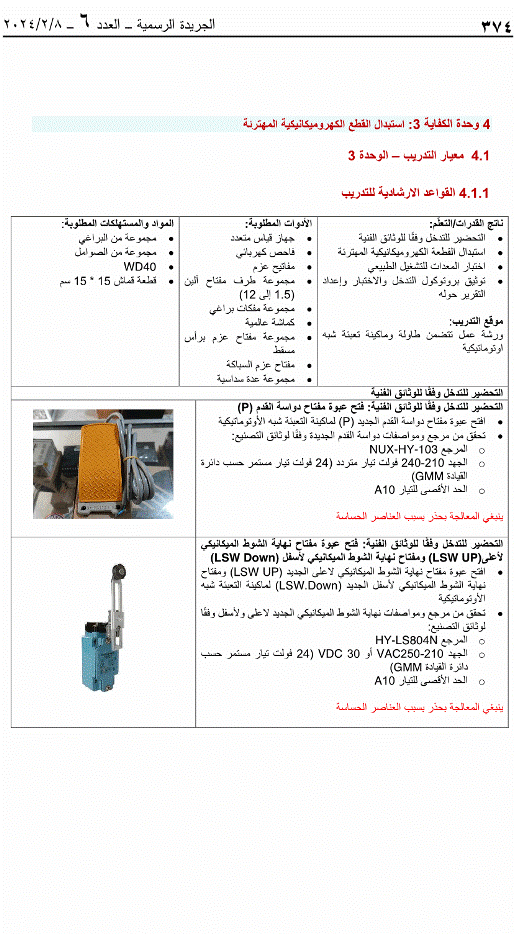 ٣٧٤
الجريدة الرسمية – العدد ٦ – ٢٠٢٤/٢/٨
4 وحدة الكفاية 3: استبدال القطع الكهروميكانيكية المهترئة
4.1 معيار التدريب – الوحدة 3
4.1.1 القواعد الارشادية للتدريب
ناتج القدرات/التعلّم:
• التحضير للتدخل وفقًا للوثائق الفنية
• استبدال القطعة الكهروميكانيكية المهترئة
• اختبار المعدات للتشغيل الطبيعي
• توثيق بروتوكول التدخل والاختبار وإعداد
التقرير حوله
موقع التدريب:
ورشة عمل تتضمن طاولة وماكينة تعبئة شبه
اوتوماتيكية
الأدوات المطلوبة:
• جهاز قياس متعدد
• فاحص كهربائي
• مفاتيح عزم
• مجموعة طرف مفتاح ألين
(1.5 إلى 12)
• مجموعة مفكات براغي
• كماشة عالمية
• مجموعة مفتاح عزم برأس
مسقط
• مفتاح عزم السباكة
• مجموعة عدة سداسية
المواد والمستهلكات المطلوبة:
• مجموعة من البراغي
• مجموعة من الصوامل
• WD40
• قطعة قماش 15 * 15 سم
التحضير للتدخل وفقًا للوثائق الفنية
التحضير للتدخل وفقًا للوثائق الفنية: فتح عبوة مفتاح دواسة القدم (P)
• افتح عبوة مفتاح دواسة القدم الجديد (P) لماكينة التعبئة شبه الأوتوماتيكية
• تحقق من مرجع ومواصفات دواسة القدم الجديدة وفقًا لوثائق التصنيع:
o المرجع NUX-HY-103
o الجهد 210-240 فولت تيار متردد (24 فولت تيار مستمر حسب دائرة
القيادة GMM)
o الحد الأقصى للتيار A10
ينبغي المعالجة بحذر بسبب العناصر الحساسة
التحضير للتدخل وفقًا للوثائق الفنية: فتح عبوة مفتاح نهاية الشوط الميكانيكي
لأعلى(LSW UP) ومفتاح نهاية الشوط الميكانيكي لأسفل (LSW Down)
• افتح عبوة مفتاح نهاية الشوط الميكانيكي لاعلى الجديد (LSW UP) ومفتاح
نهاية الشوط الميكانيكي لأسفل الجديد (LSW.Down) لماكينة التعبئة شبه
الأوتوماتيكية
• تحقق من مرجع ومواصفات نهاية الشوط الميكانيكي الجديد لاعلى ولأسفل وفقًا
لوثائق التصنيع:
o المرجع HY-LS804N
o الجهد VAC250-210 أو VDC 30 (24 فولت تيار مستمر حسب
دائرة القيادة GMM)
o الحد الأقصى للتيار A10
ينبغي المعالجة بحذر بسبب العناصر الحساسة